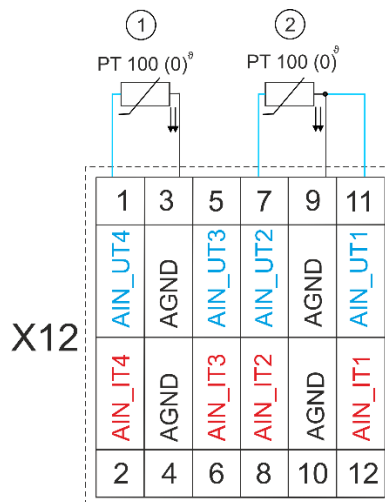 1 2
PT 100 (0)ϑ PT 100 (0)ϑ
1 3 5 7 9 11
AIN_UT4 AGND AIN_UT3 AIN_UT2 AGND AIN_UT1
X12
AIN_IT4 AGND AIN_IT3 AIN_IT2 AGND AIN_IT1
2 4 6 8 10 12